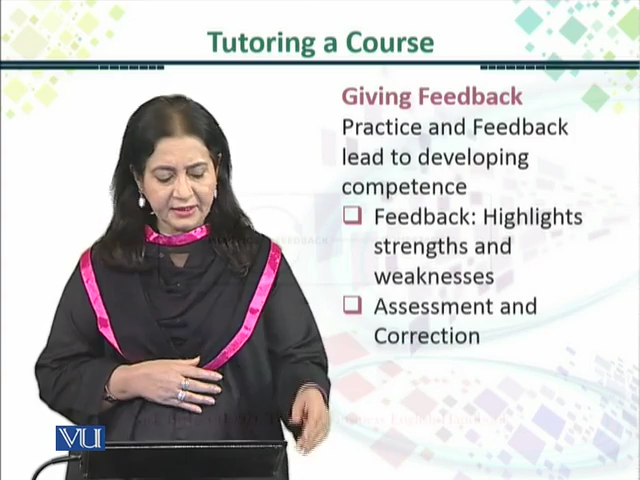 Tutoring a Course
Giving Feedback
Practice and Feedback
lead to developing
competence
Feedback: Highlights
strengths and
weaknesses
Assessment and
Correction
VU